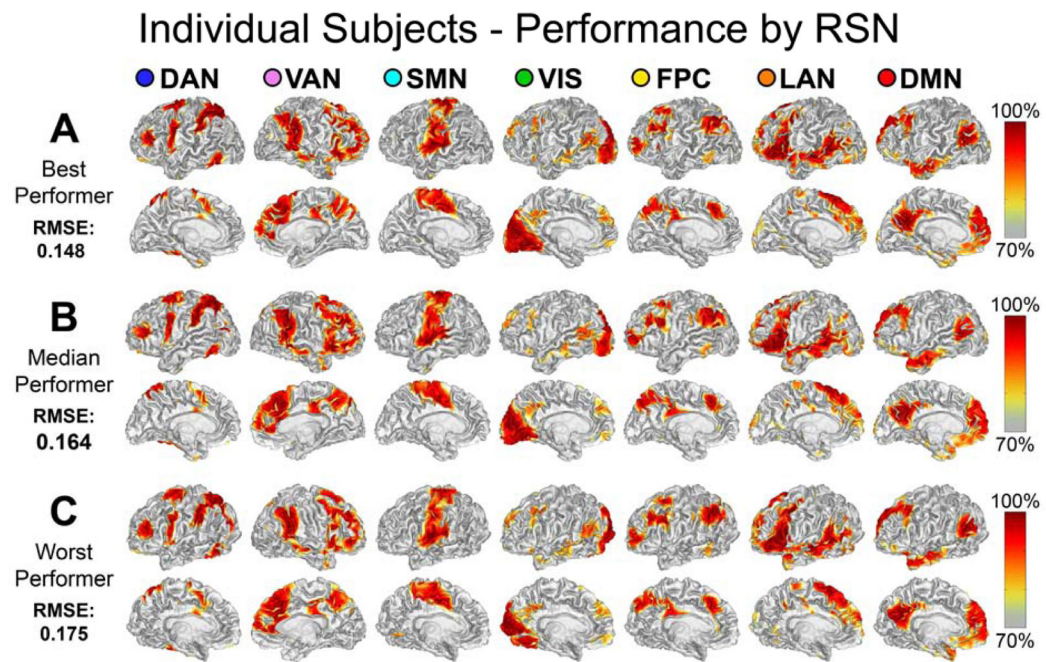 Individual Subjects - Performance by RSN
DAN VAN SMN VIS FPC LAN DMN
A
Best
Performer
RMSE:
0.148
100%
70%
B
Median
Performer
RMSE:
0.164
100%
70%
C
Worst
Performer
RMSE:
0.175
100%
70%